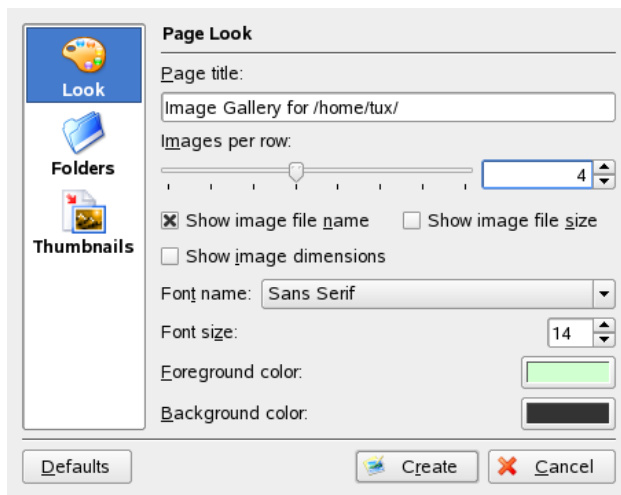 Look
Folders
Thumbnails
Page Look
Page title:
Image Gallery for /home/tux/
Images per row:
4
Show image file name
Show image file size
Show image dimensions
Font name: Sans Serif
Font size: 14
Foreground color:
Background color:
Defaults
Create
Cancel